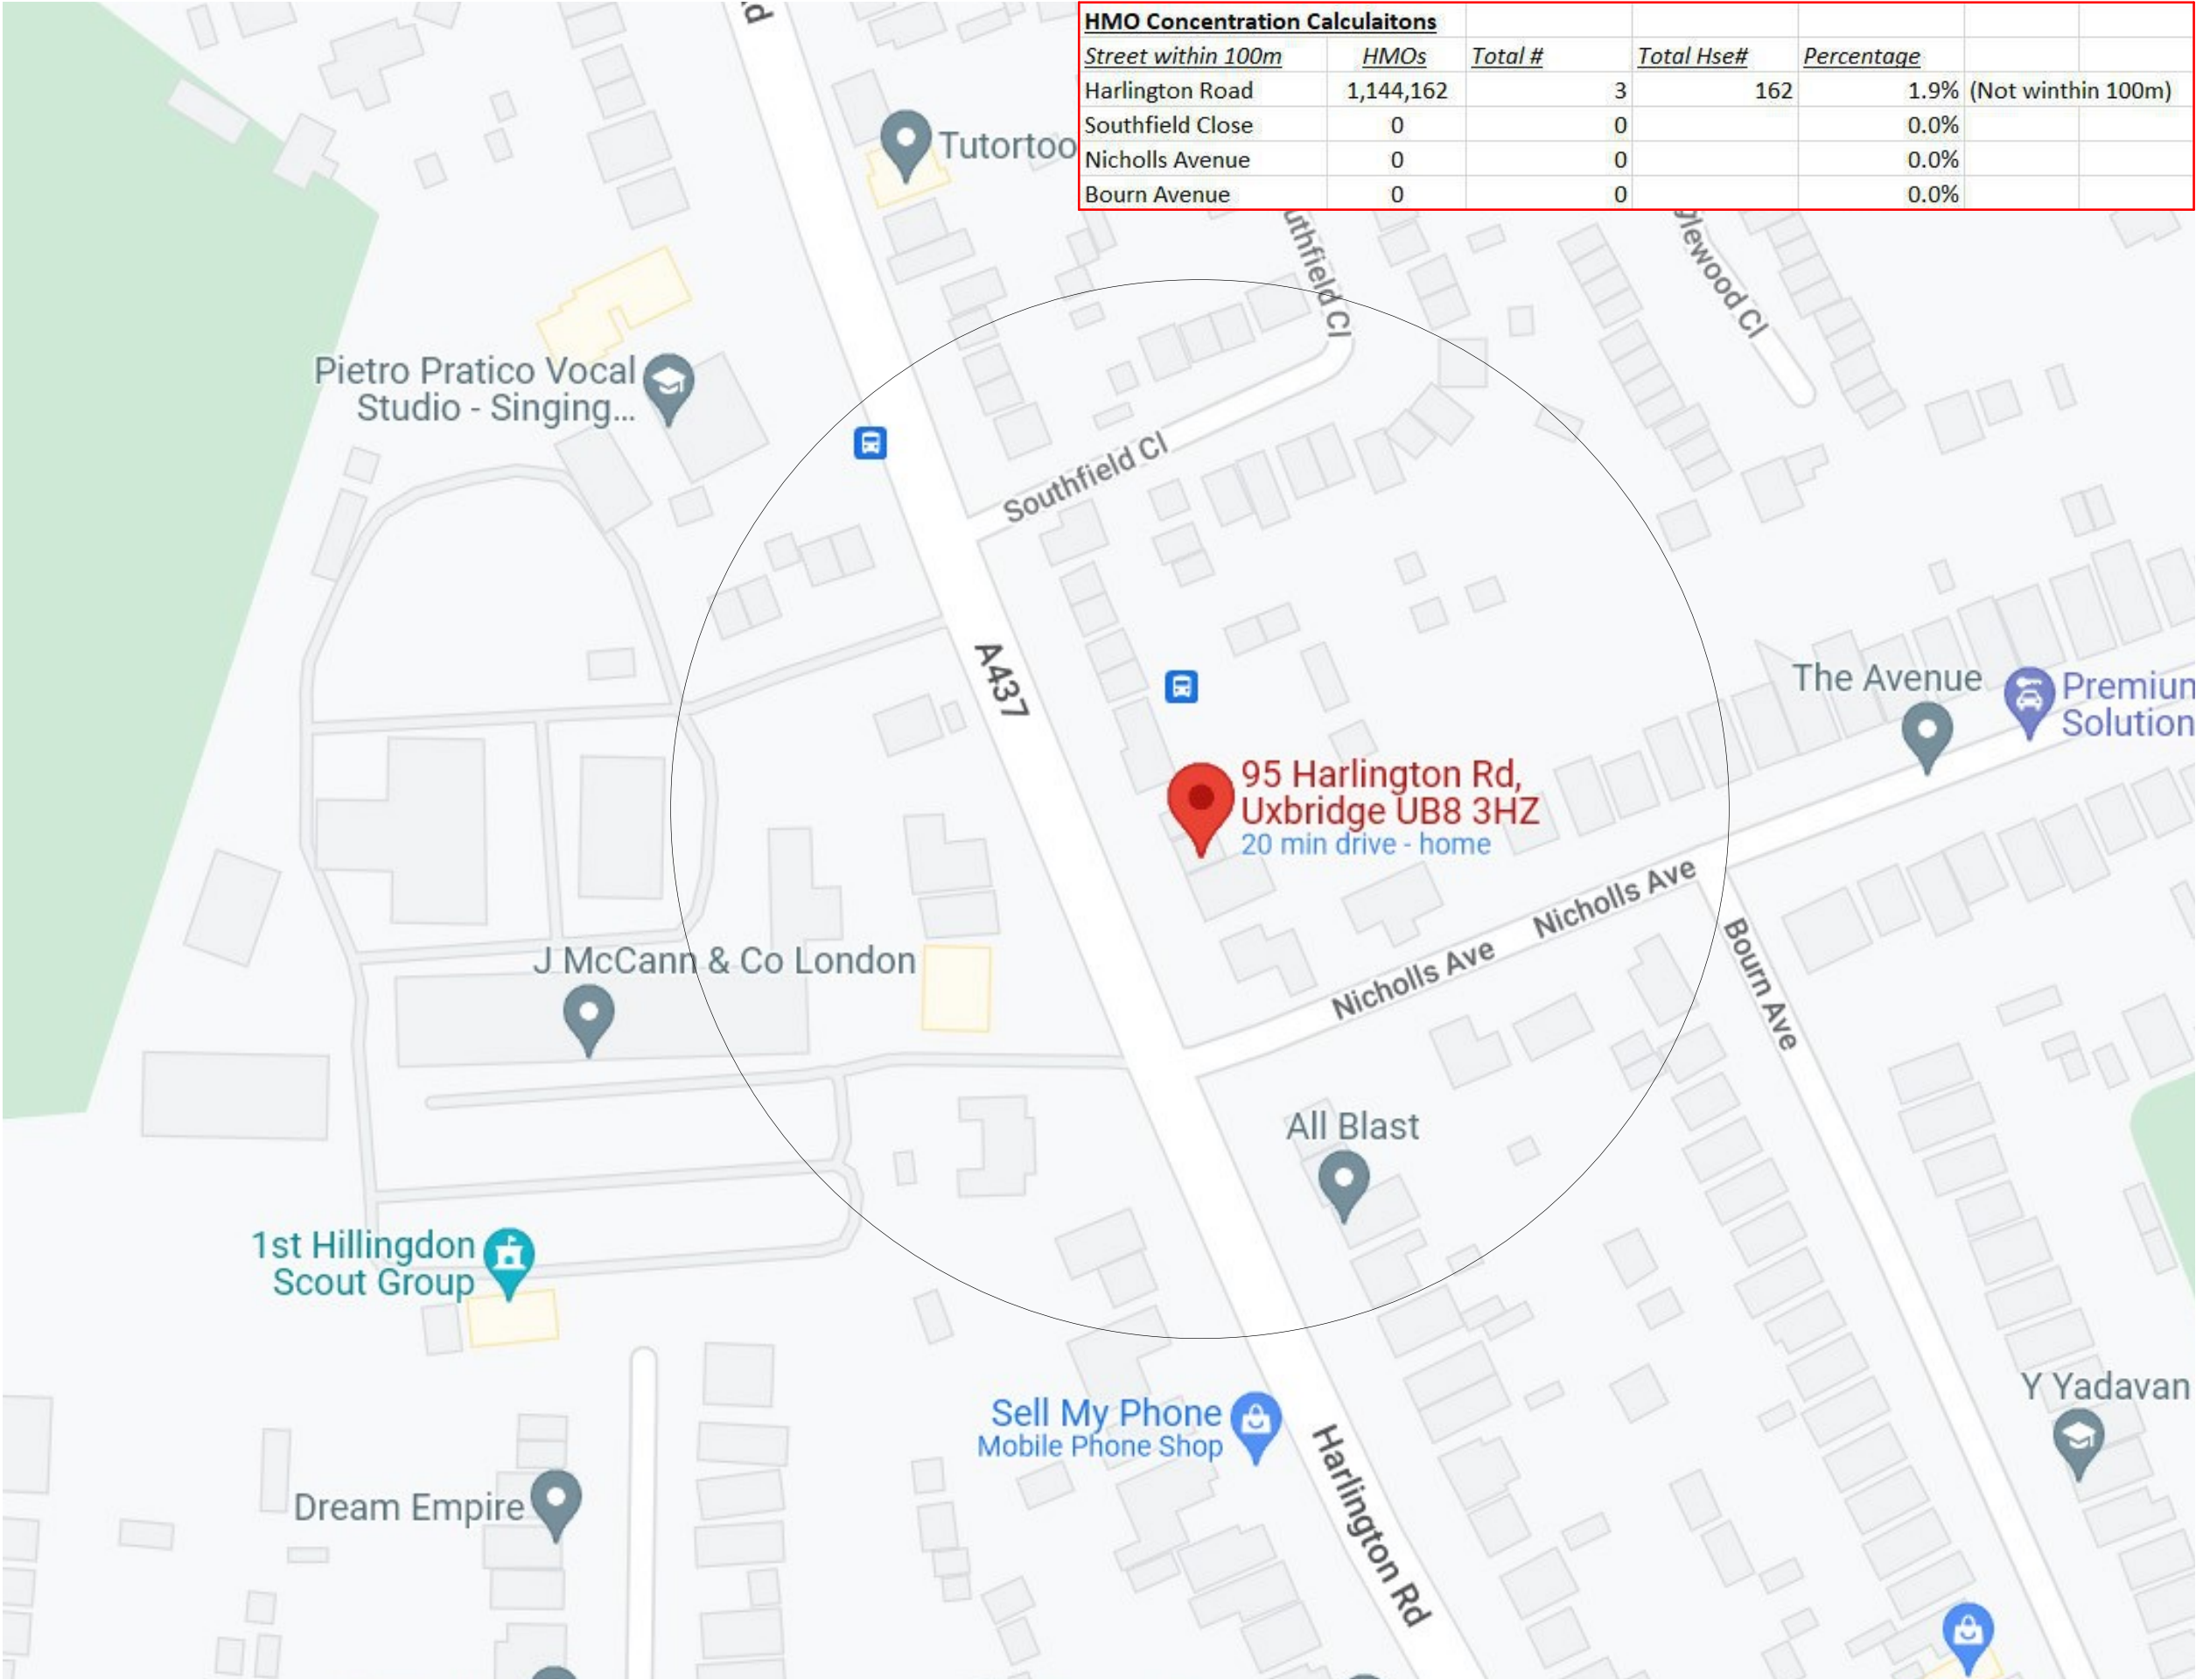 HMO Concentration Calculaitons
Street within 100m HMOs Total # Total Hse# Percentage
Harlington Road 1,144,162 3 162 1.9% (Not winthin 100m)
Southfield Close 0 0 0.0%
Nicholls Avenue 0 0 0.0%
Bourn Avenue 0 0 0.0%
d
Tutortoo
uthfield Cl
glewood Cl
Pietro Pratico Vocal
Studio - Singing...
Southfield Cl
A437
The Avenue
Premiun
Solution
95 Harlington Rd,
Uxbridge UB8 3HZ
20 min drive - home
Nicholls Ave
Nicholls Ave
Bourn Ave
J McCann & Co London
All Blast
1st Hillingdon
Scout Group
Sell My Phone
Mobile Phone Shop
Harlington Rd
Y Yadavan
Dream Empire